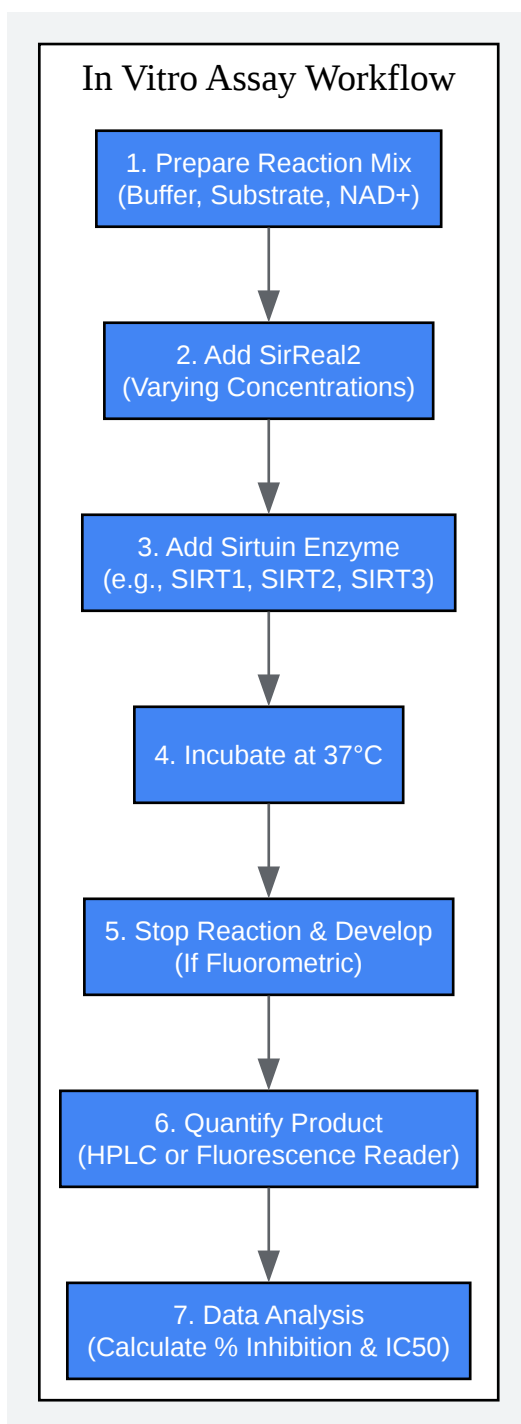 In Vitro Assay Workflow
1. Prepare Reaction Mix
(Buffer, Substrate, NAD+)
2. Add SirReal2
(Varying Concentrations)
3. Add Sirtuin Enzyme
(e.g., SIRT1, SIRT2, SIRT3)
4. Incubate at 37°C
5. Stop Reaction & Develop
(If Fluorometric)
6. Quantify Product
(HPLC or Fluorescence Reader)
7. Data Analysis
(Calculate % Inhibition & IC50)